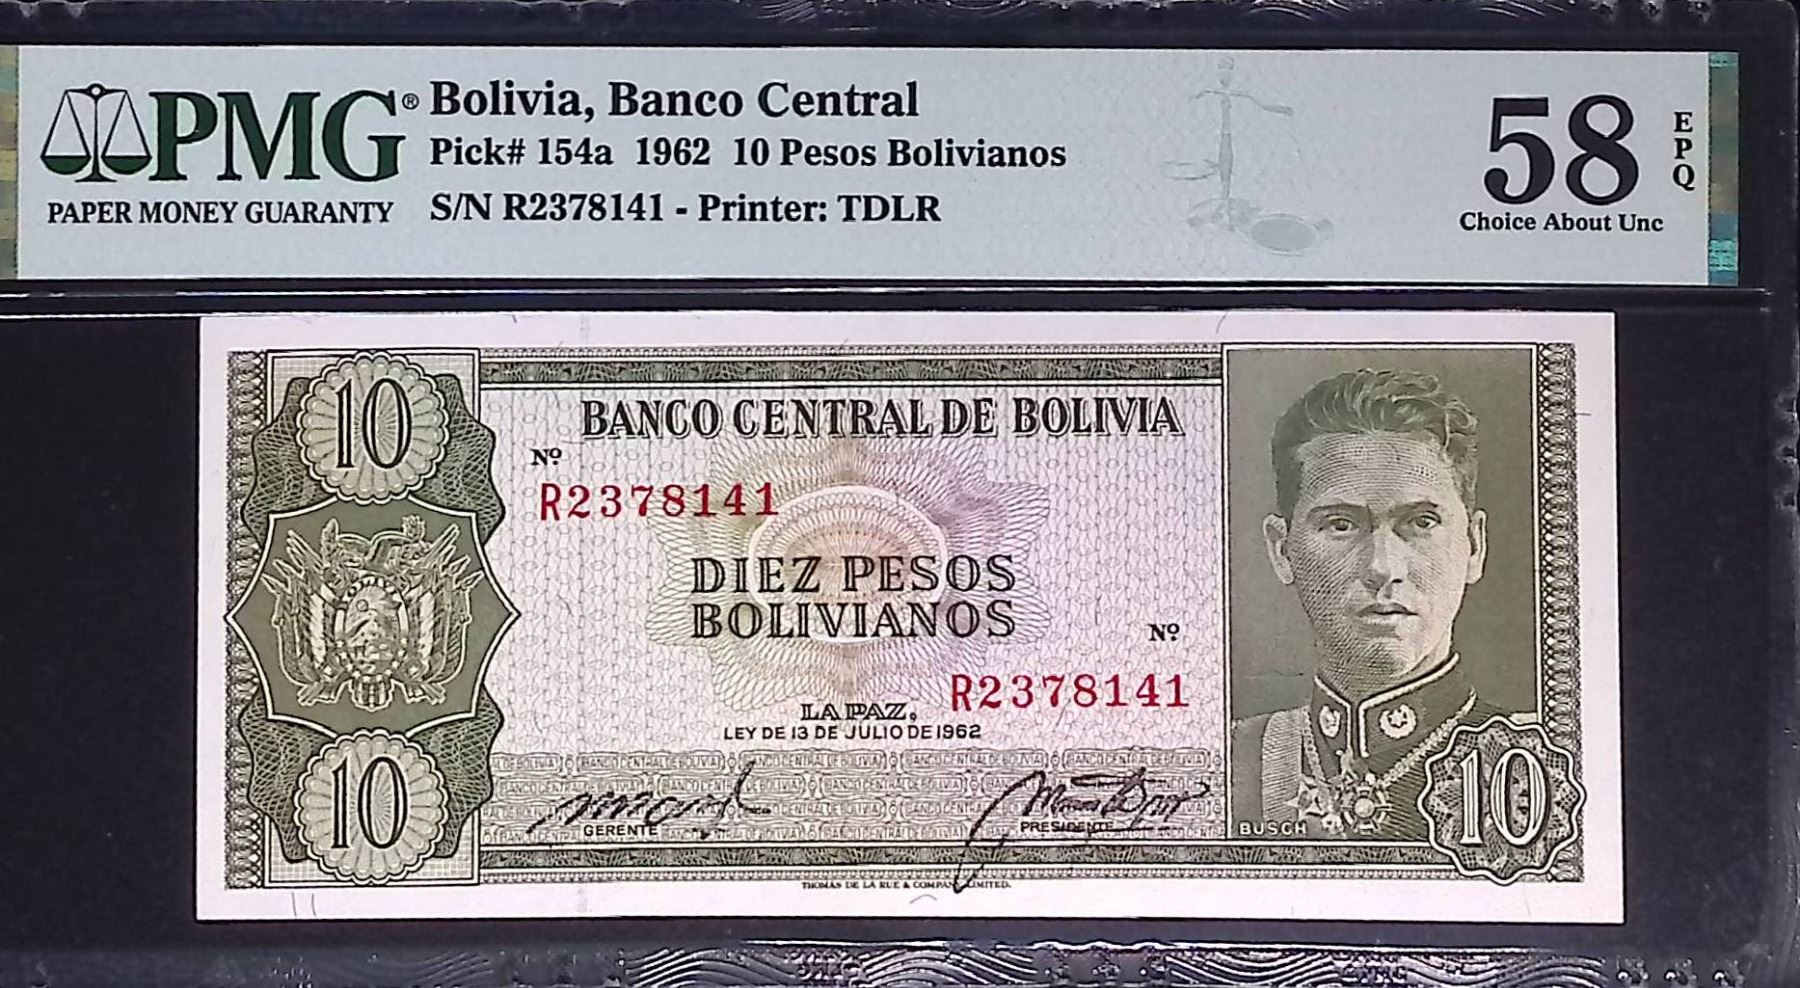 PMG®
PAPER MONEY GUARANTY
Bolivia, Banco Central
Pick# 154a 1962 10 Pesos Bolivianos
S/N R2378141 - Printer: TDLR
58
EPQ
Choice About Unc
10
BANCO CENTRAL DE BOLIVIA
Nº
R2378141
DIEZ PESOS
BOLIVIANOS
Nº
R2378141
LA PAZ,
LEY DE 13 DE JULIO DE 1962
10
GERENTE
PRESIDENTE
BUSCH
10
THOMAS DE LA RUE & COMPANY LIMITED.